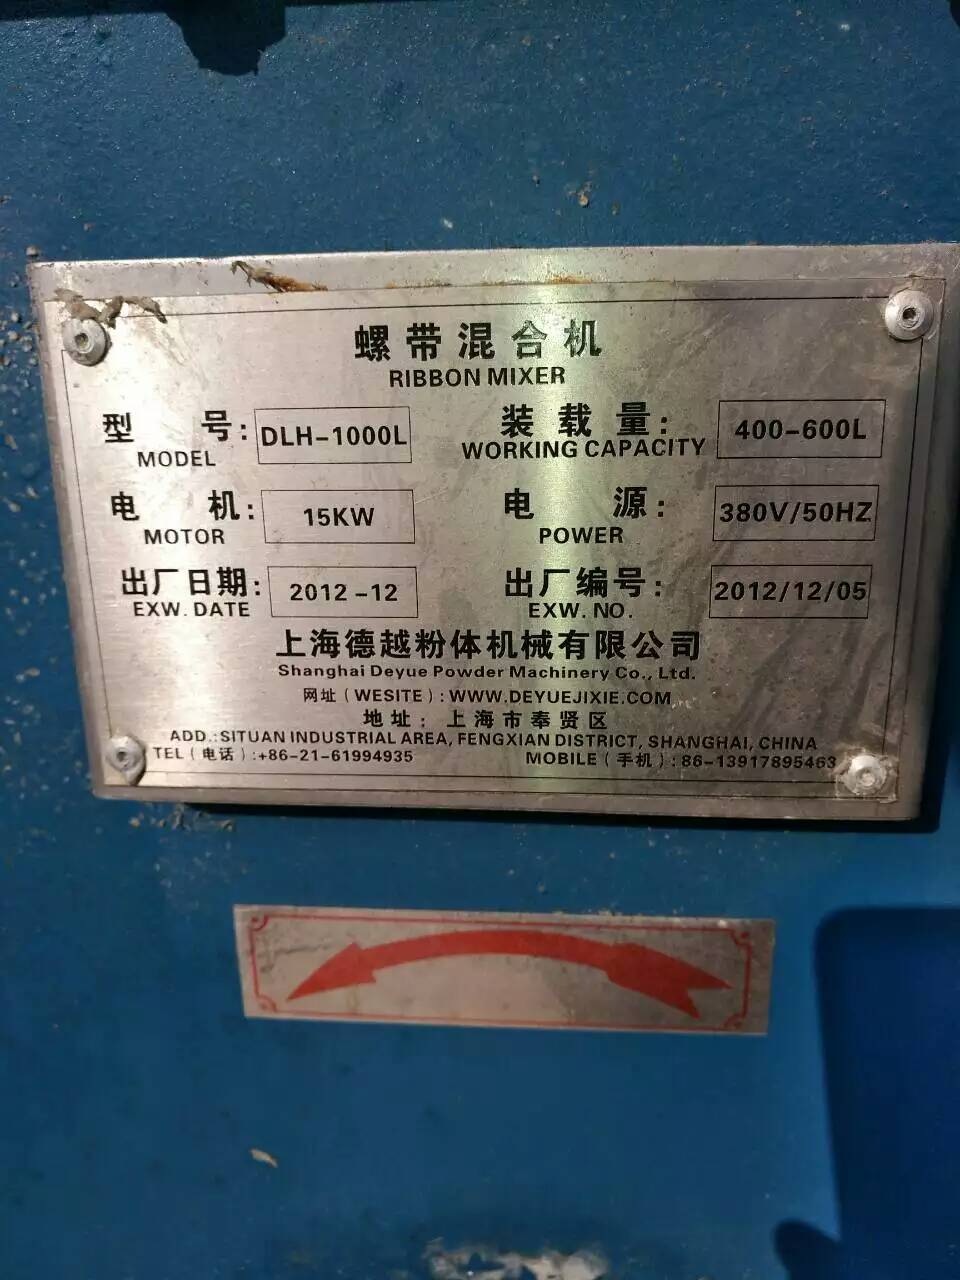 螺带混合机
RIBBON MIXER
型 号: DLH-1000L 装载量: 400-600L
MODEL WORKING CAPACITY
电 机: 15KW 电 源: 380V/50HZ
MOTOR POWER
出厂日期: 2012-12 出厂编号: 2012/12/05
EXW. DATE EXW. NO.
上海德越粉体机械有限公司
Shanghai Deyue Powder Machinery Co., Ltd.
网址(WESITE):WWW.DEYUEJIXIE.COM
地址: 上海市奉贤区
ADD.:SITUAN INDUSTRIAL AREA, FENGXIAN DISTRICT, SHANGHAI, CHINA
TEL(电话):+86-21-61994935 MOBILE(手机):86-13917895463